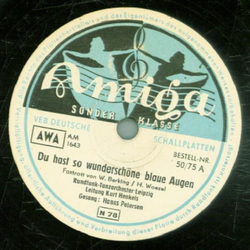 Amiga
SONDER KLASSE
VEB DEUTSCHE SCHALLPLATTEN
AWA
AM
1643
BESTELL-NR.
50/75 A
Du hast so wunderschöne blaue Augen
Foxtrott von W. Berking / H. Woezel
Rundfunk-Tanzorchester Leipzig
Leitung Kurt Henkels
Gesang: Hanns Petersen
N 78